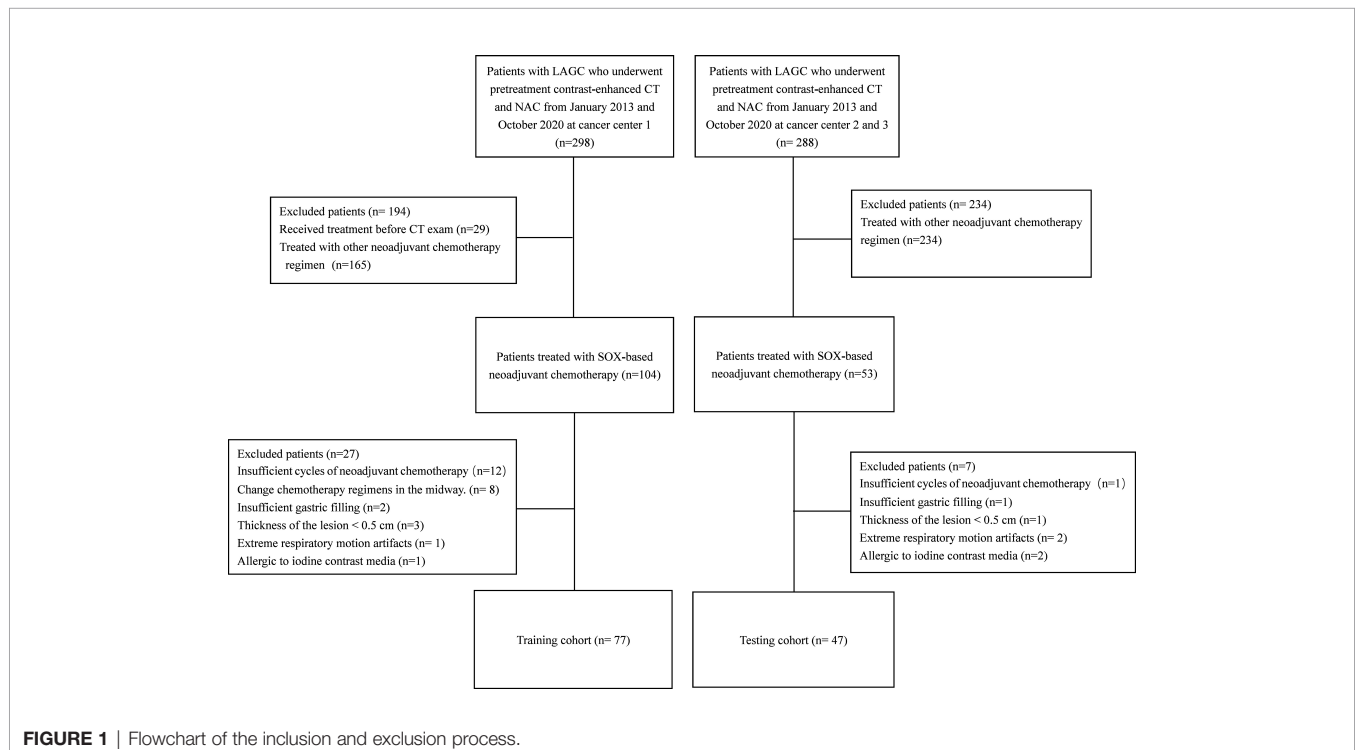 Patients with LAGC who underwent
pretreatment contrast-enhanced CT
and NAC from January 2013 and
October 2020 at cancer center 1
(n=298)
Patients with LAGC who underwent
pretreatment contrast-enhanced CT
and NAC from January 2013 and
October 2020 at cancer center 2 and 3
(n= 288)
Excluded patients (n= 194)
Received treatment before CT exam (n=29)
Treated with other neoadjuvant chemotherapy
regimen (n=165)
Excluded patients (n= 234)
Treated with other neoadjuvant chemotherapy
regimen (n=234)
Patients treated with SOX-based
neoadjuvant chemotherapy (n=104)
Patients treated with SOX-based
neoadjuvant chemotherapy (n=53)
Excluded patients (n=27)
Insufficient cycles of neoadjuvant chemotherapy (n=12)
Change chemotherapy regimens in the midway. (n= 8)
Insufficient gastric filling (n=2)
Thickness of the lesion < 0.5 cm (n=3)
Extreme respiratory motion artifacts (n= 1)
Allergic to iodine contrast media (n=1)
Excluded patients (n=7)
Insufficient cycles of neoadjuvant chemotherapy (n=1)
Insufficient gastric filling (n=1)
Thickness of the lesion < 0.5 cm (n=1)
Extreme respiratory motion artifacts (n= 2)
Allergic to iodine contrast media (n=2)
Training cohort (n= 77)
Testing cohort (n= 47)
FIGURE 1 | Flowchart of the inclusion and exclusion process.